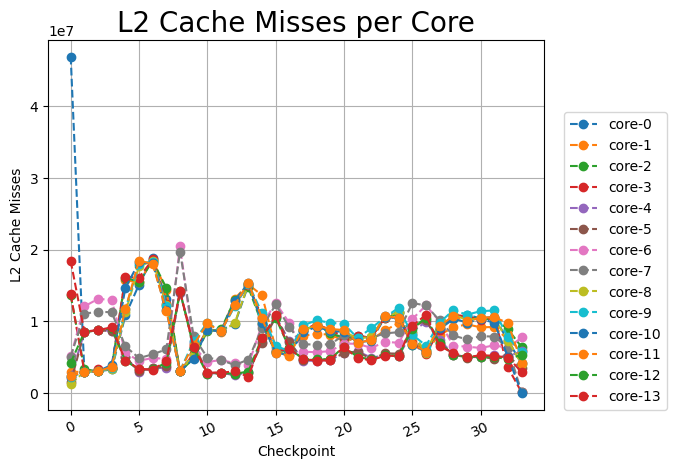 L2 Cache Misses per Core
1e7
4
3
2
1
0
L2 Cache Misses
0
5
10
15
20
25
30
Checkpoint
core-0
core-1
core-2
core-3
core-4
core-5
core-6
core-7
core-8
core-9
core-10
core-11
core-12
core-13